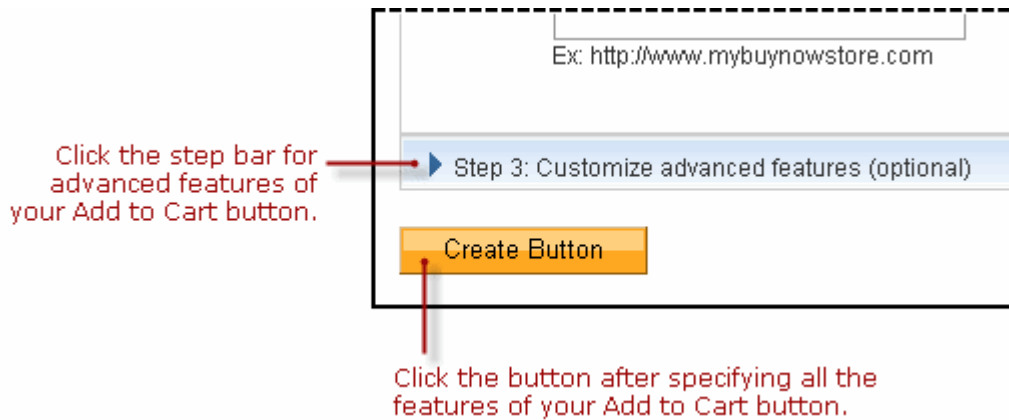 Ex: http://www.mybuynowstore.com
Click the step bar for
advanced features of
your Add to Cart button.
Step 3: Customize advanced features (optional)
Create Button
Click the button after specifying all the
features of your Add to Cart button.